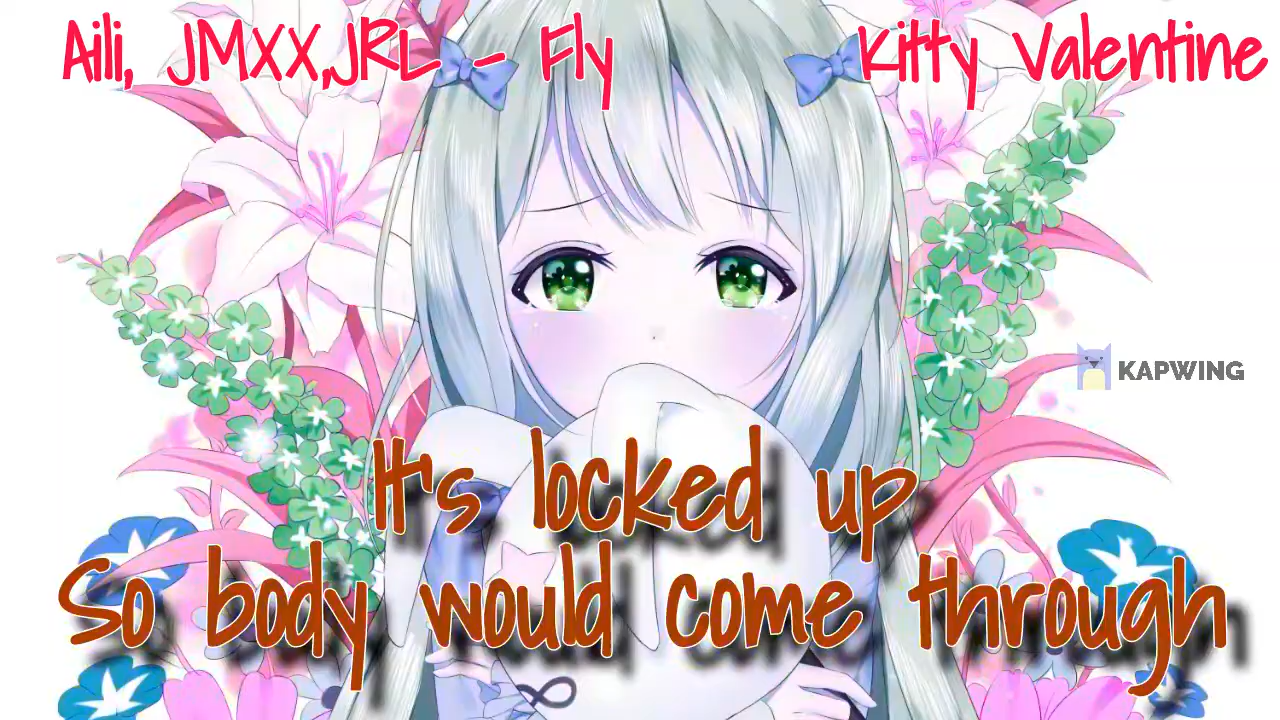 Aili, JMXX,JRL - Fly
Kitty Valentine
KAPWING
It's locked up
So body would come through